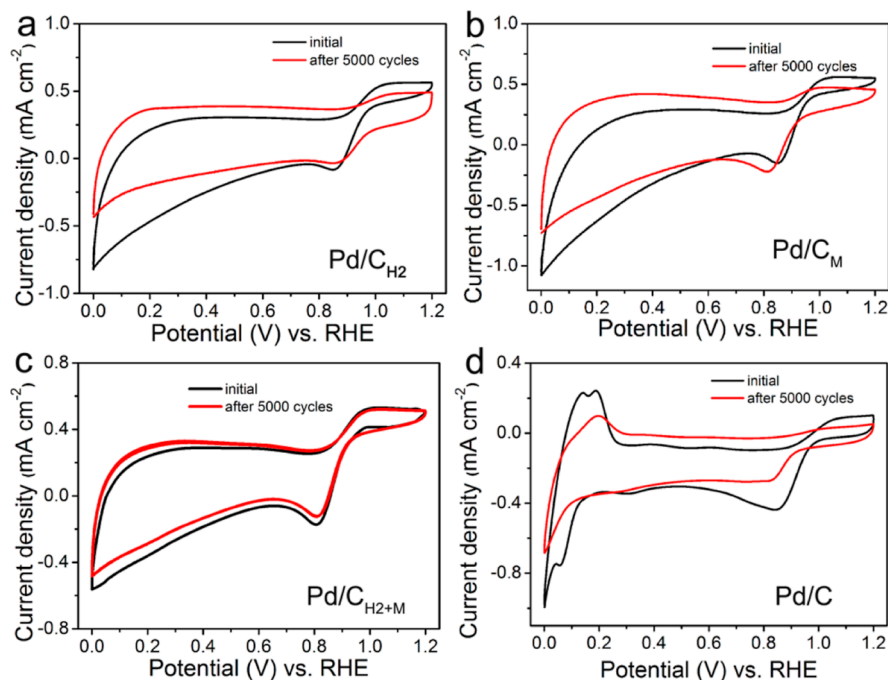 a
1.0
0.5
0.0
-0.5
-1.0
Current density (mA cm⁻²)
initial
after 5000 cycles
Pd/C_H2
0.0 0.2 0.4 0.6 0.8 1.0 1.2
Potential (V) vs. RHE
b
1.0
0.5
0.0
-0.5
-1.0
Current density (mA cm⁻²)
initial
after 5000 cycles
Pd/C_M
0.0 0.2 0.4 0.6 0.8 1.0 1.2
Potential (V) vs. RHE
c
0.8
0.4
0.0
-0.4
-0.8
Current density (mA cm⁻²)
initial
after 5000 cycles
Pd/C_H2+M
0.0 0.2 0.4 0.6 0.8 1.0 1.2
Potential (V) vs. RHE
d
0.4
0.0
-0.4
-0.8
Current density (mA cm⁻²)
initial
after 5000 cycles
Pd/C
0.0 0.2 0.4 0.6 0.8 1.0 1.2
Potential (V) vs. RHE